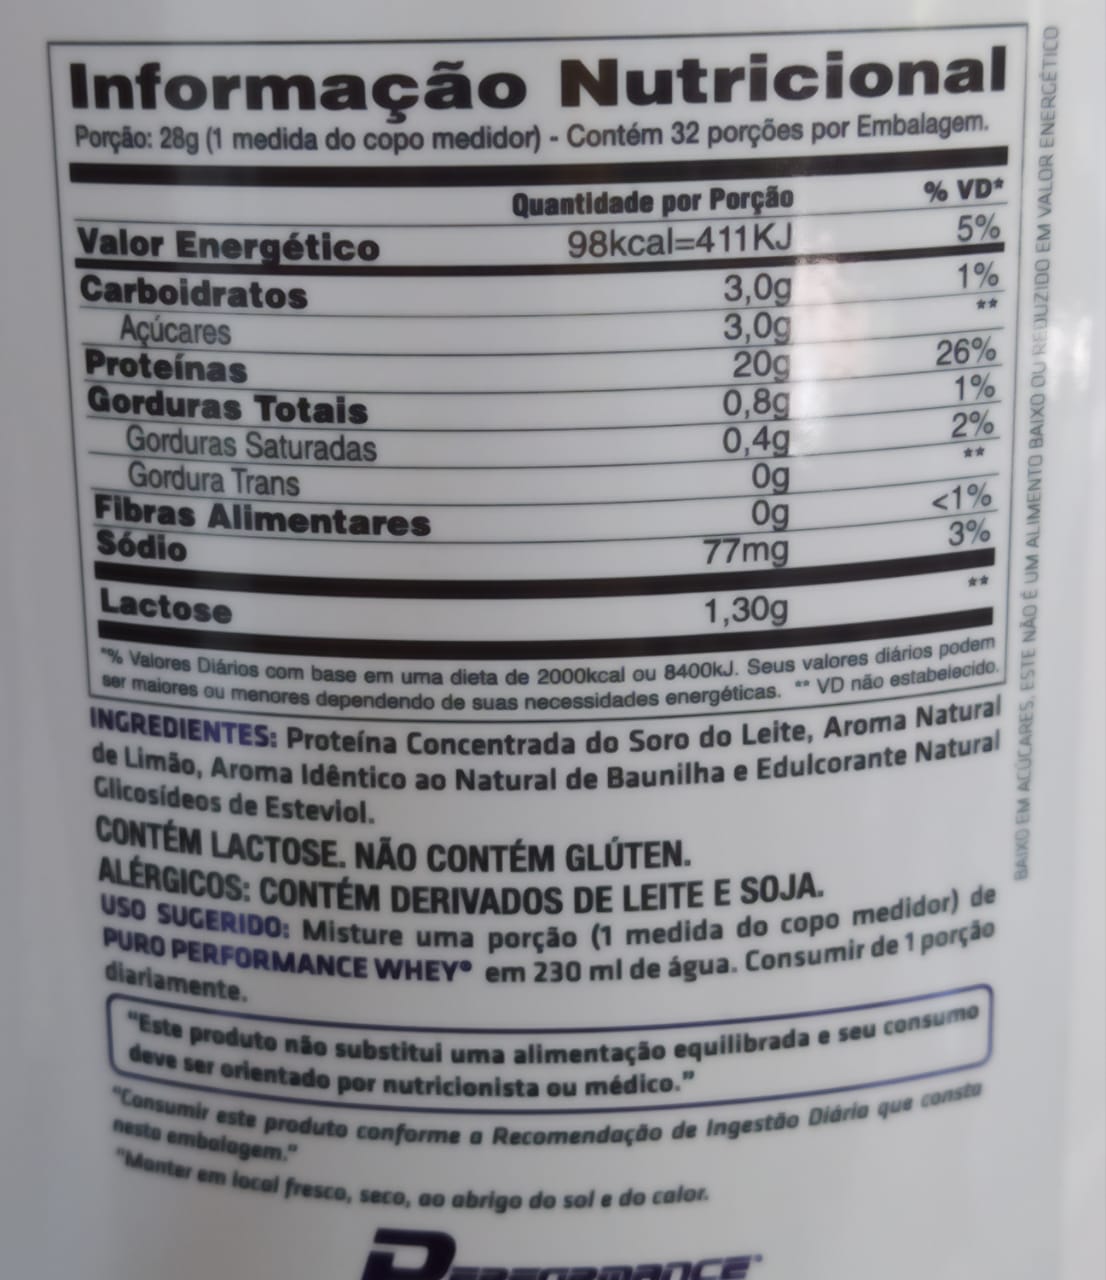 Informação Nutricional
Porção: 28g (1 medida do copo medidor) - Contém 32 porções por Embalagem.
Quantidade por Porção % VD*
Valor Energético 98kcal=411KJ 5%
Carboidratos 3,0g 1%
Açúcares 3,0g **
Proteínas 20g 26%
Gorduras Totais 0,8g 1%
Gorduras Saturadas 0,4g 2%
Gordura Trans 0g **
Fibras Alimentares 0g <1%
Sódio 77mg 3%
Lactose 1,30g **
*% Valores Diários com base em uma dieta de 2000kcal ou 8400kJ. Seus valores diários podem
ser maiores ou menores dependendo de suas necessidades energéticas. ** VD não estabelecido.
INGREDIENTES: Proteína Concentrada do Soro do Leite, Aroma Natural
de Limão, Aroma Idêntico ao Natural de Baunilha e Edulcorante Natural
Glicosídeos de Esteviol.
CONTÉM LACTOSE. NÃO CONTÉM GLÚTEN.
ALÉRGICOS: CONTÉM DERIVADOS DE LEITE E SOJA.
USO SUGERIDO: Misture uma porção (1 medida do copo medidor) de
PURO PERFORMANCE WHEY® em 230 ml de água. Consumir de 1 porção
diariamente.
"Este produto não substitui uma alimentação equilibrada e seu consumo
deve ser orientado por nutricionista ou médico."
"Consumir este produto conforme a Recomendação de Ingestão Diária que consta
nesta embalagem."
"Manter em local fresco, seco, ao abrigo do sol e do calor.
PERFORMANCE
BAIXO EM AÇÚCARES. ESTE NÃO É UM ALIMENTO BAIXO OU REDUZIDO EM VALOR ENERGÉTICO